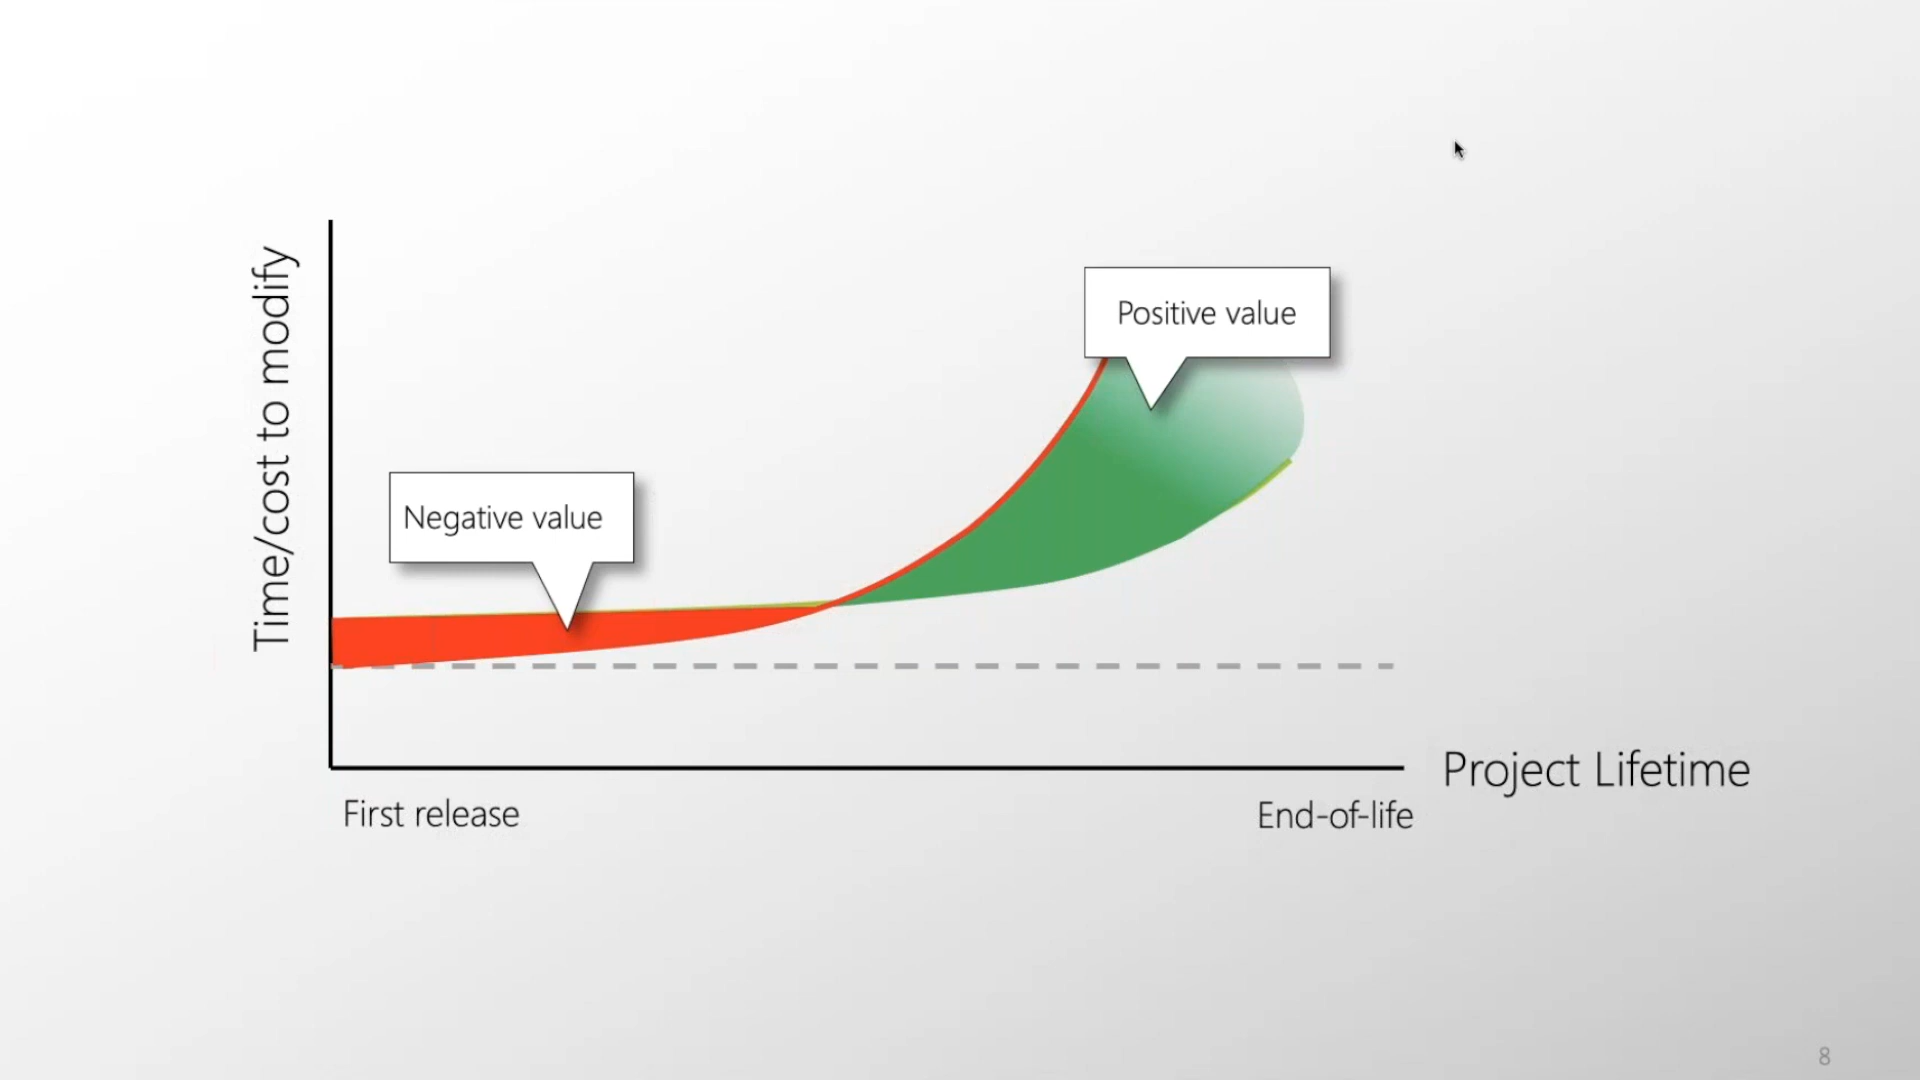 Time/cost to modify
Positive value
Negative value
Project Lifetime
First release
End-of-life
8